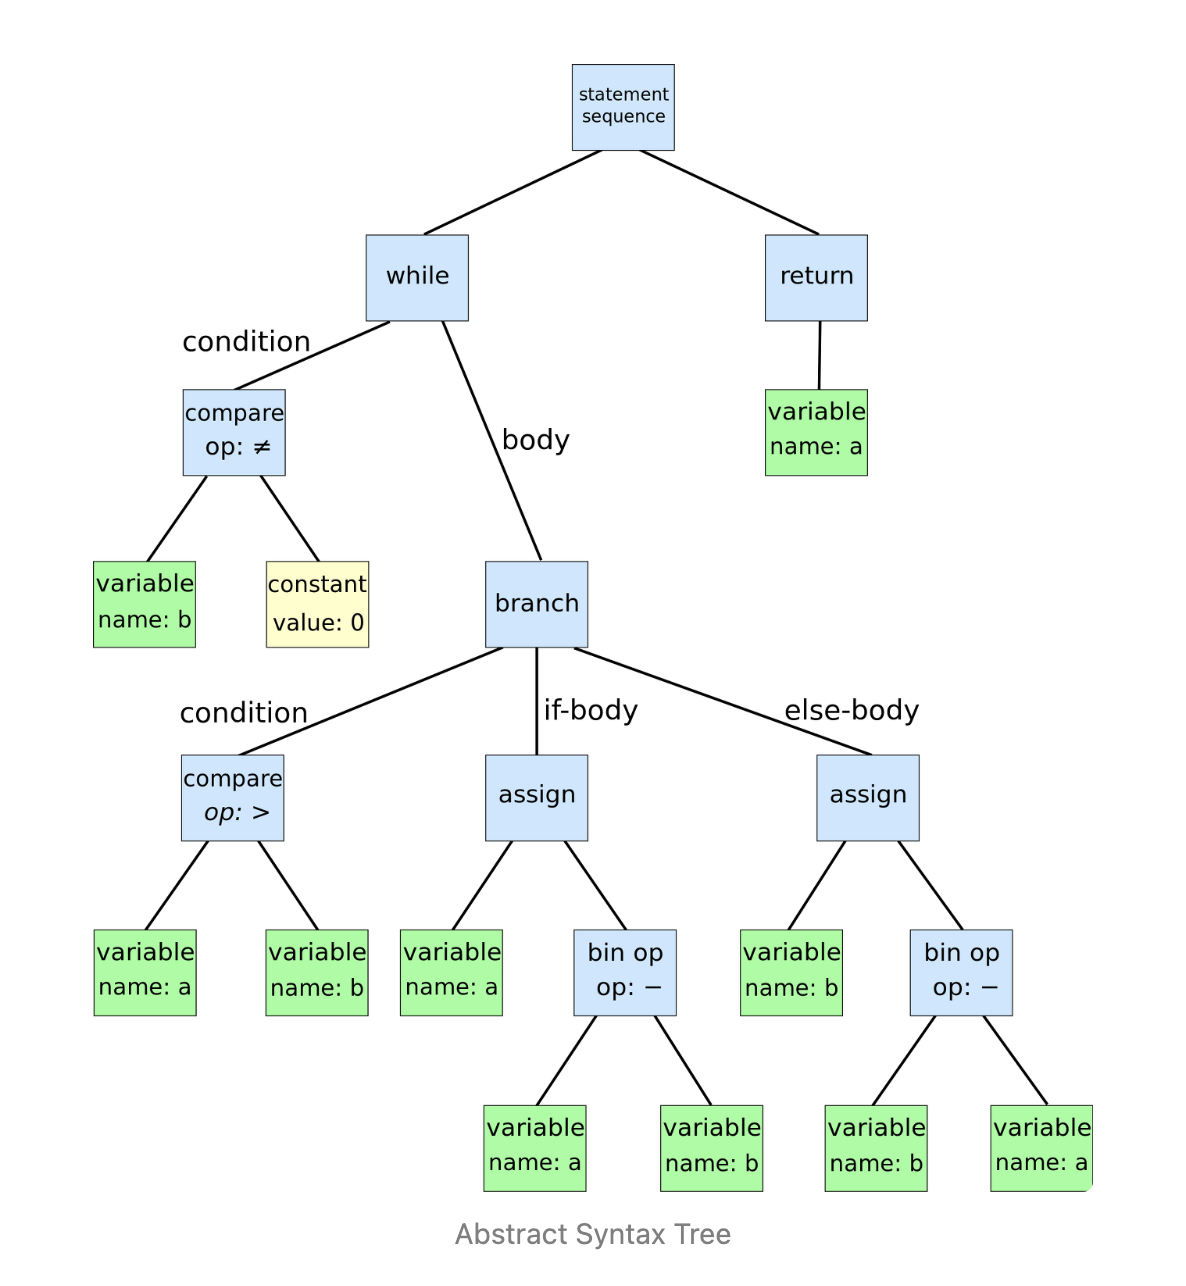 statement
sequence
while
return
condition
compare
op: ≠
body
variable
name: a
variable
name: b
constant
value: 0
branch
condition
if-body
else-body
compare
op: >
assign
assign
variable
name: a
variable
name: b
variable
name: a
bin op
op: −
variable
name: b
bin op
op: −
variable
name: a
variable
name: b
variable
name: b
variable
name: a
Abstract Syntax Tree